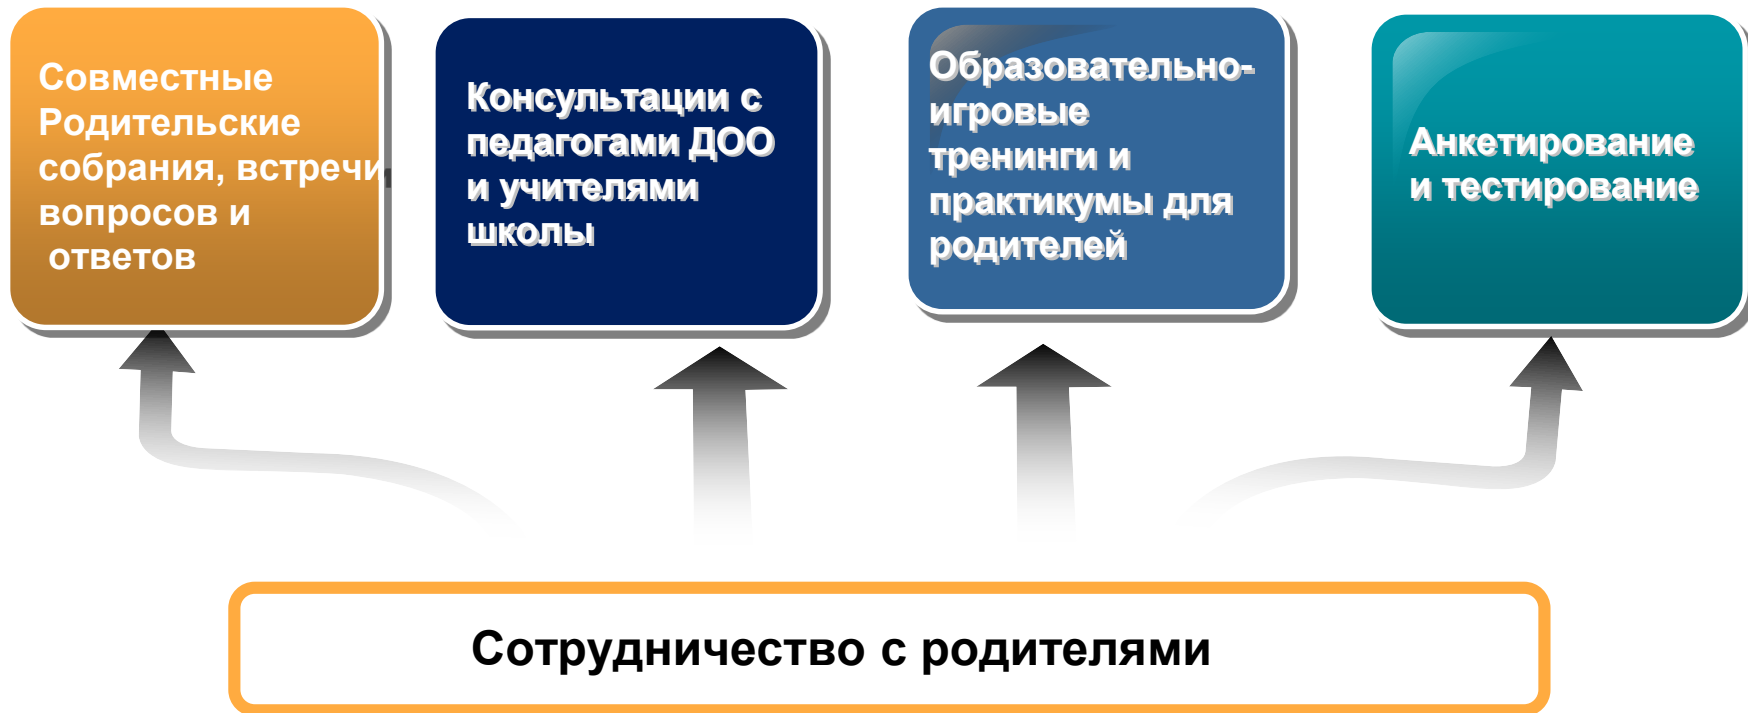 Совместные
Родительские
собрания, встречи,
вопросов и
ответов
Консультации с
педагогами ДОО
и учителями
школы
Образовательно-
игровые
тренинги и
практикумы для
родителей
Анкетирование
и тестирование
Сотрудничество с родителями